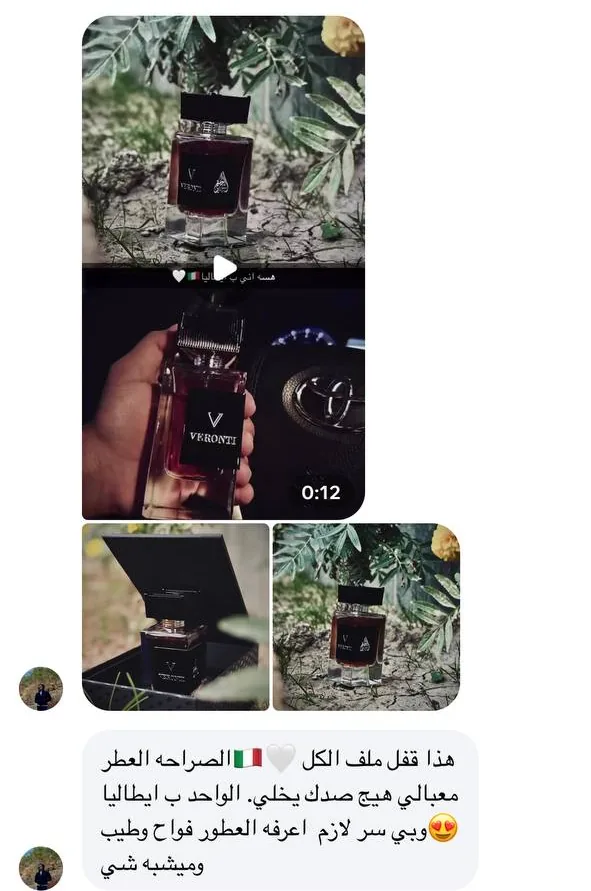 V
VERONTI
هسه اني ب ايطاليا🇮🇹🤍
V
VERONTI
0:12
V
V
هذا قفل ملف الكل 🤍🇮🇹الصراحه العطر
معبالي هيج صدك يخلي. الواحد ب ايطاليا
😍وبي سر لازم اعرفه العطور فواح وطيب
وميشبه شي